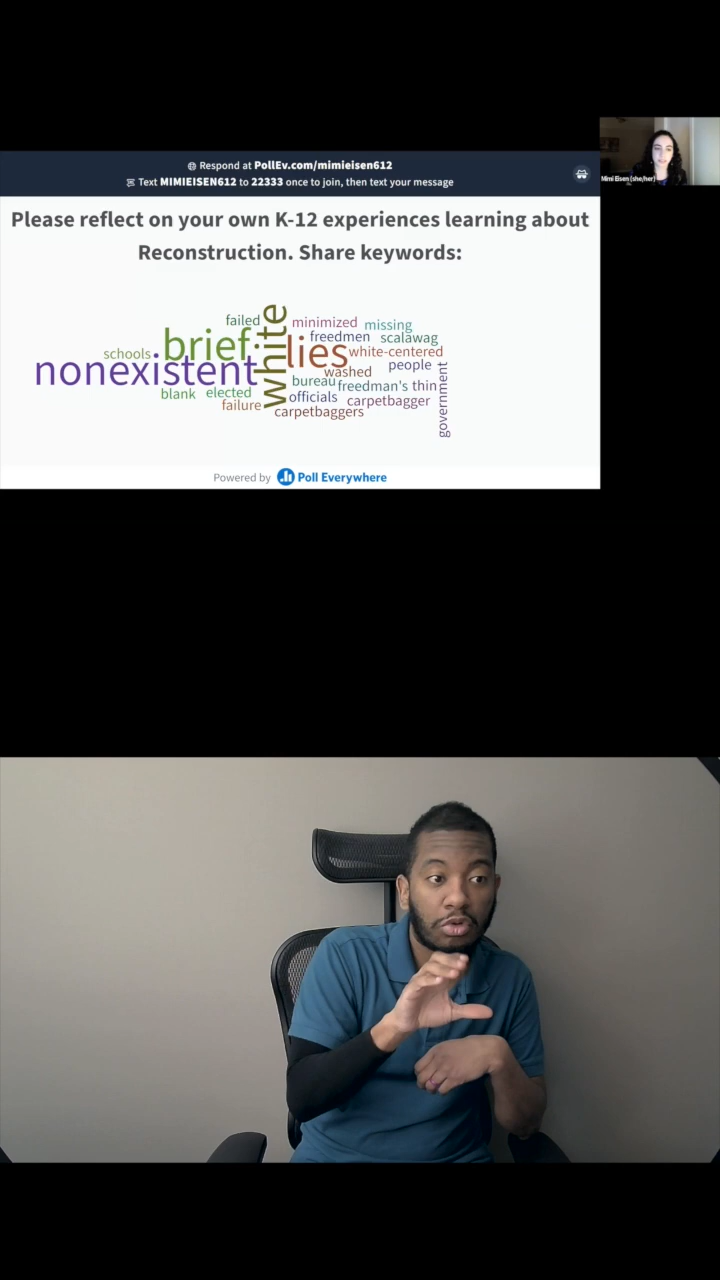 Respond at PollEv.com/mimieisen612
Text MIMIEISEN612 to 22333 once to join, then text your message
Mimi Eisen (she/her)
Please reflect on your own K-12 experiences learning about
Reconstruction. Share keywords:
failed
white
minimized
missing
brief
freedmen
scalawag
schools
lies
white-centered
nonexistent
washed
people
bureau
freedman's
thin
blank
elected
officials
carpetbagger
government
failure
carpetbaggers
Powered by Poll Everywhere